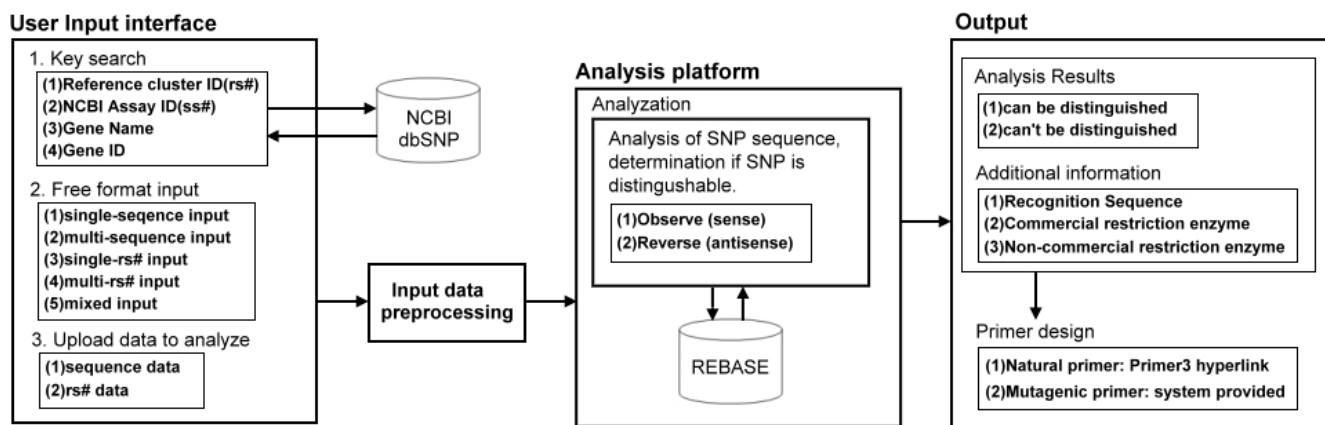 User Input interface
1. Key search
(1)Reference cluster ID(rs#)
(2)NCBI Assay ID(ss#)
(3)Gene Name
(4)Gene ID
2. Free format input
(1)single-seqence input
(2)multi-sequence input
(3)single-rs# input
(4)multi-rs# input
(5)mixed input
3. Upload data to analyze
(1)sequence data
(2)rs# data
NCBI
dbSNP
Input data
preprocessing
Analysis platform
Analyzation
Analysis of SNP sequence,
determination if SNP is
distingushable.
(1)Observe (sense)
(2)Reverse (antisense)
REBASE
Output
Analysis Results
(1)can be distinguished
(2)can't be distinguished
Additional information
(1)Recognition Sequence
(2)Commercial restriction enzyme
(3)Non-commercial restriction enzyme
Primer design
(1)Natural primer: Primer3 hyperlink
(2)Mutagenic primer: system provided